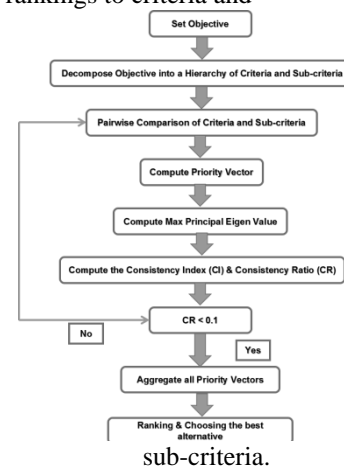 rankings to criteria and
Set Objective
Decompose Objective into a Hierarchy of Criteria and Sub-criteria
Pairwise Comparison of Criteria and Sub-criteria
Compute Priority Vector
Compute Max Principal Eigen Value
Compute the Consistency Index (CI) & Consistency Ratio (CR)
CR < 0.1
No
Yes
Aggregate all Priority Vectors
Ranking & Choosing the best
alternative
sub-criteria.